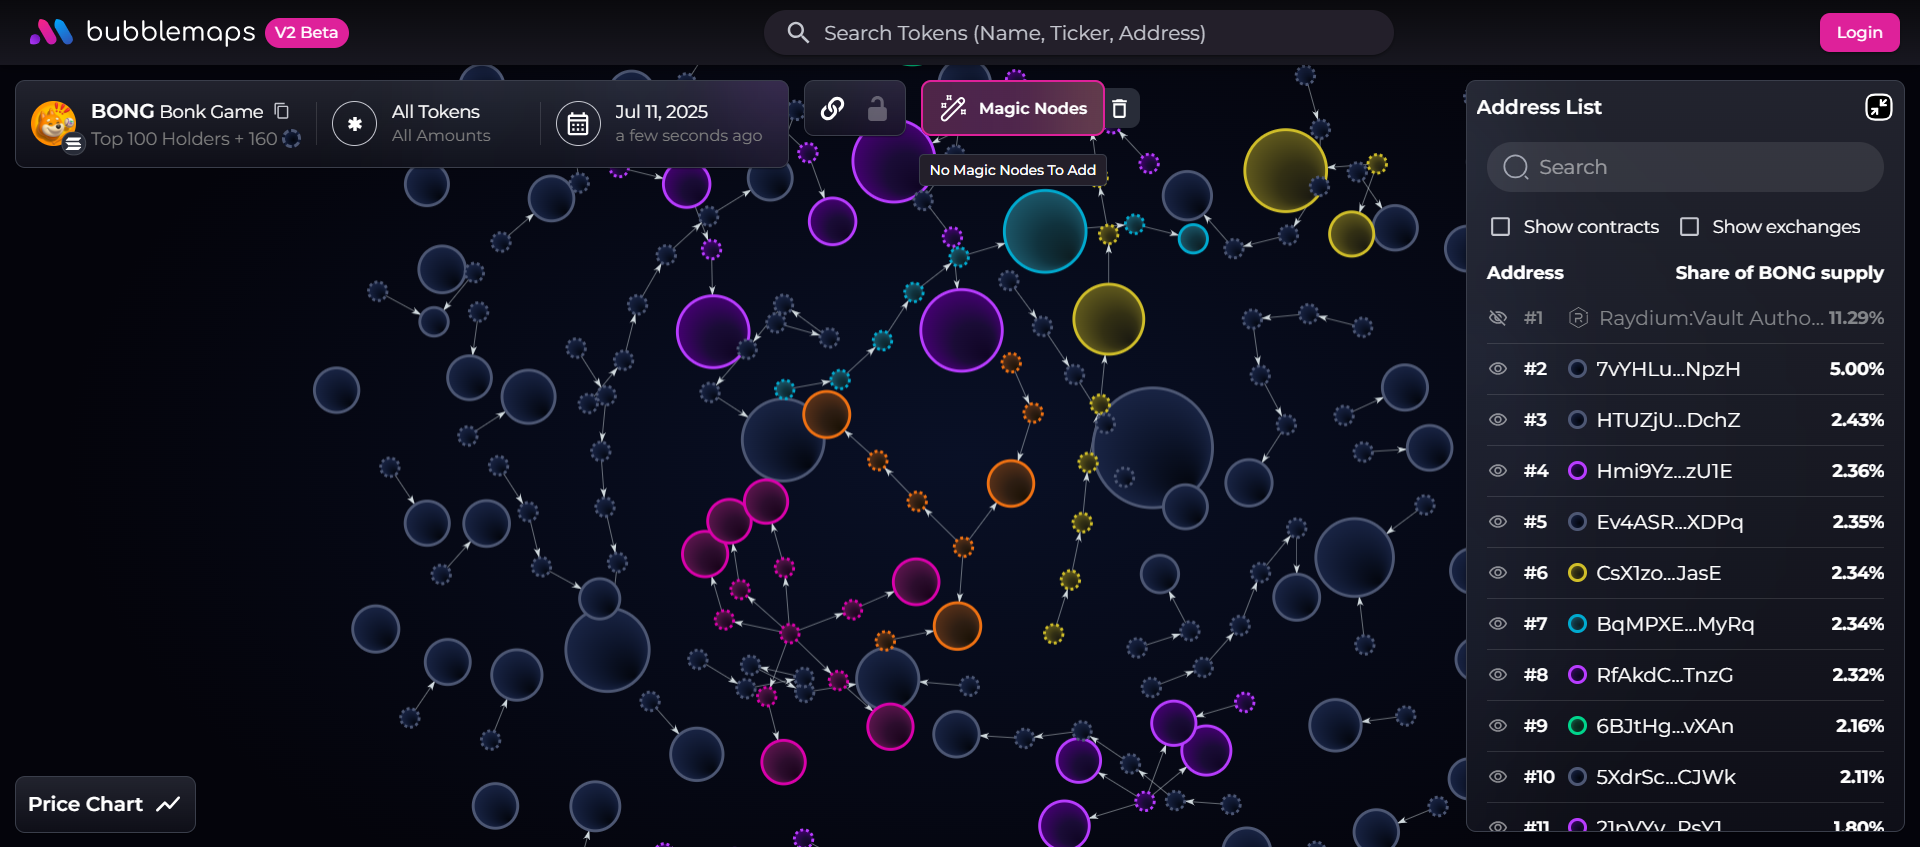 bubblemaps V2 Beta
Search Tokens (Name, Ticker, Address)
Login
BONG Bonk Game
Top 100 Holders + 160
All Tokens
All Amounts
Jul 11, 2025
a few seconds ago
Magic Nodes
No Magic Nodes To Add
Address List
Search
Show contracts
Show exchanges
Address Share of BONG supply
#1 Raydium:Vault Autho... 11.29%
#2 7vYHLu...NpzH 5.00%
#3 HTUZjU...DchZ 2.43%
#4 Hmi9Yz...zU1E 2.36%
#5 Ev4ASR...XDPq 2.35%
#6 CsX1zo...JasE 2.34%
#7 BqMPXE...MyRq 2.34%
#8 RfAkdC...TnzG 2.32%
#9 6BJtHg...vXAn 2.16%
#10 5XdrSc...CJWk 2.11%
#11 1.80%
Price Chart